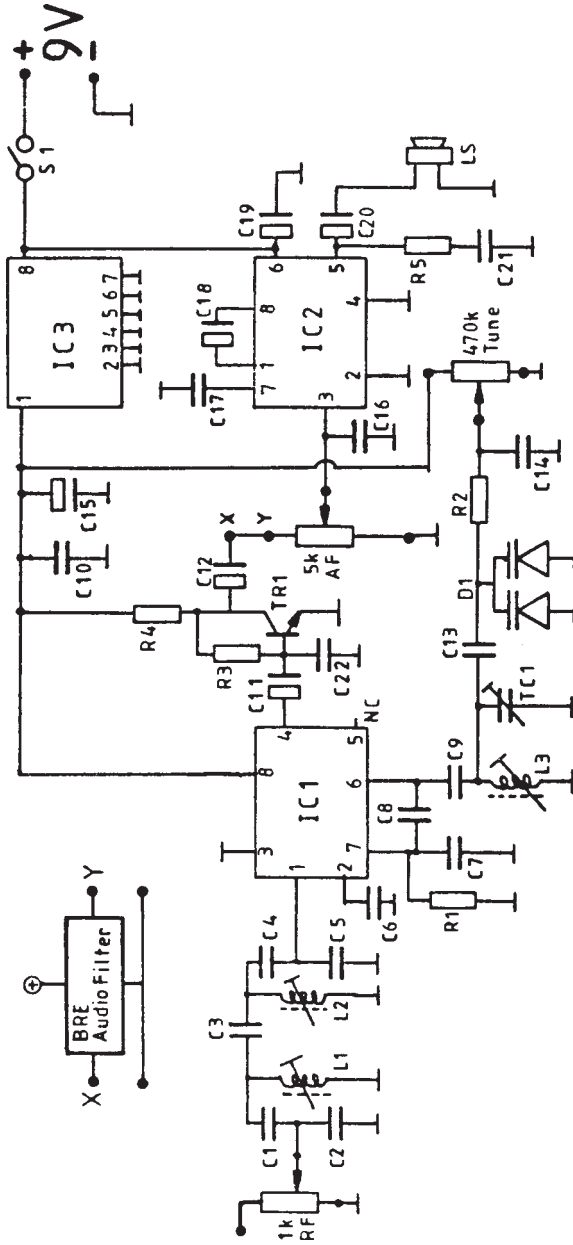 +
9V
−
S1
8
IC3
1
2 3 4 5 6 7
C19
C20
LS
R5
C21
C18
C17
6
5
8
1
7
IC2
4
2
3
C16
470k
Tune
C15
C10
X
Y
5k
AF
C12
R4
R3
TR1
C22
C11
R2
C14
D1
C13
TC1
L3
NC
4
5
8
6
IC1
3
7
1
2
C9
C8
C7
R1
C6
C4
C5
C3
L2
L1
C1
C2
1k
RF
+
X
BRE
Audio Filter
Y